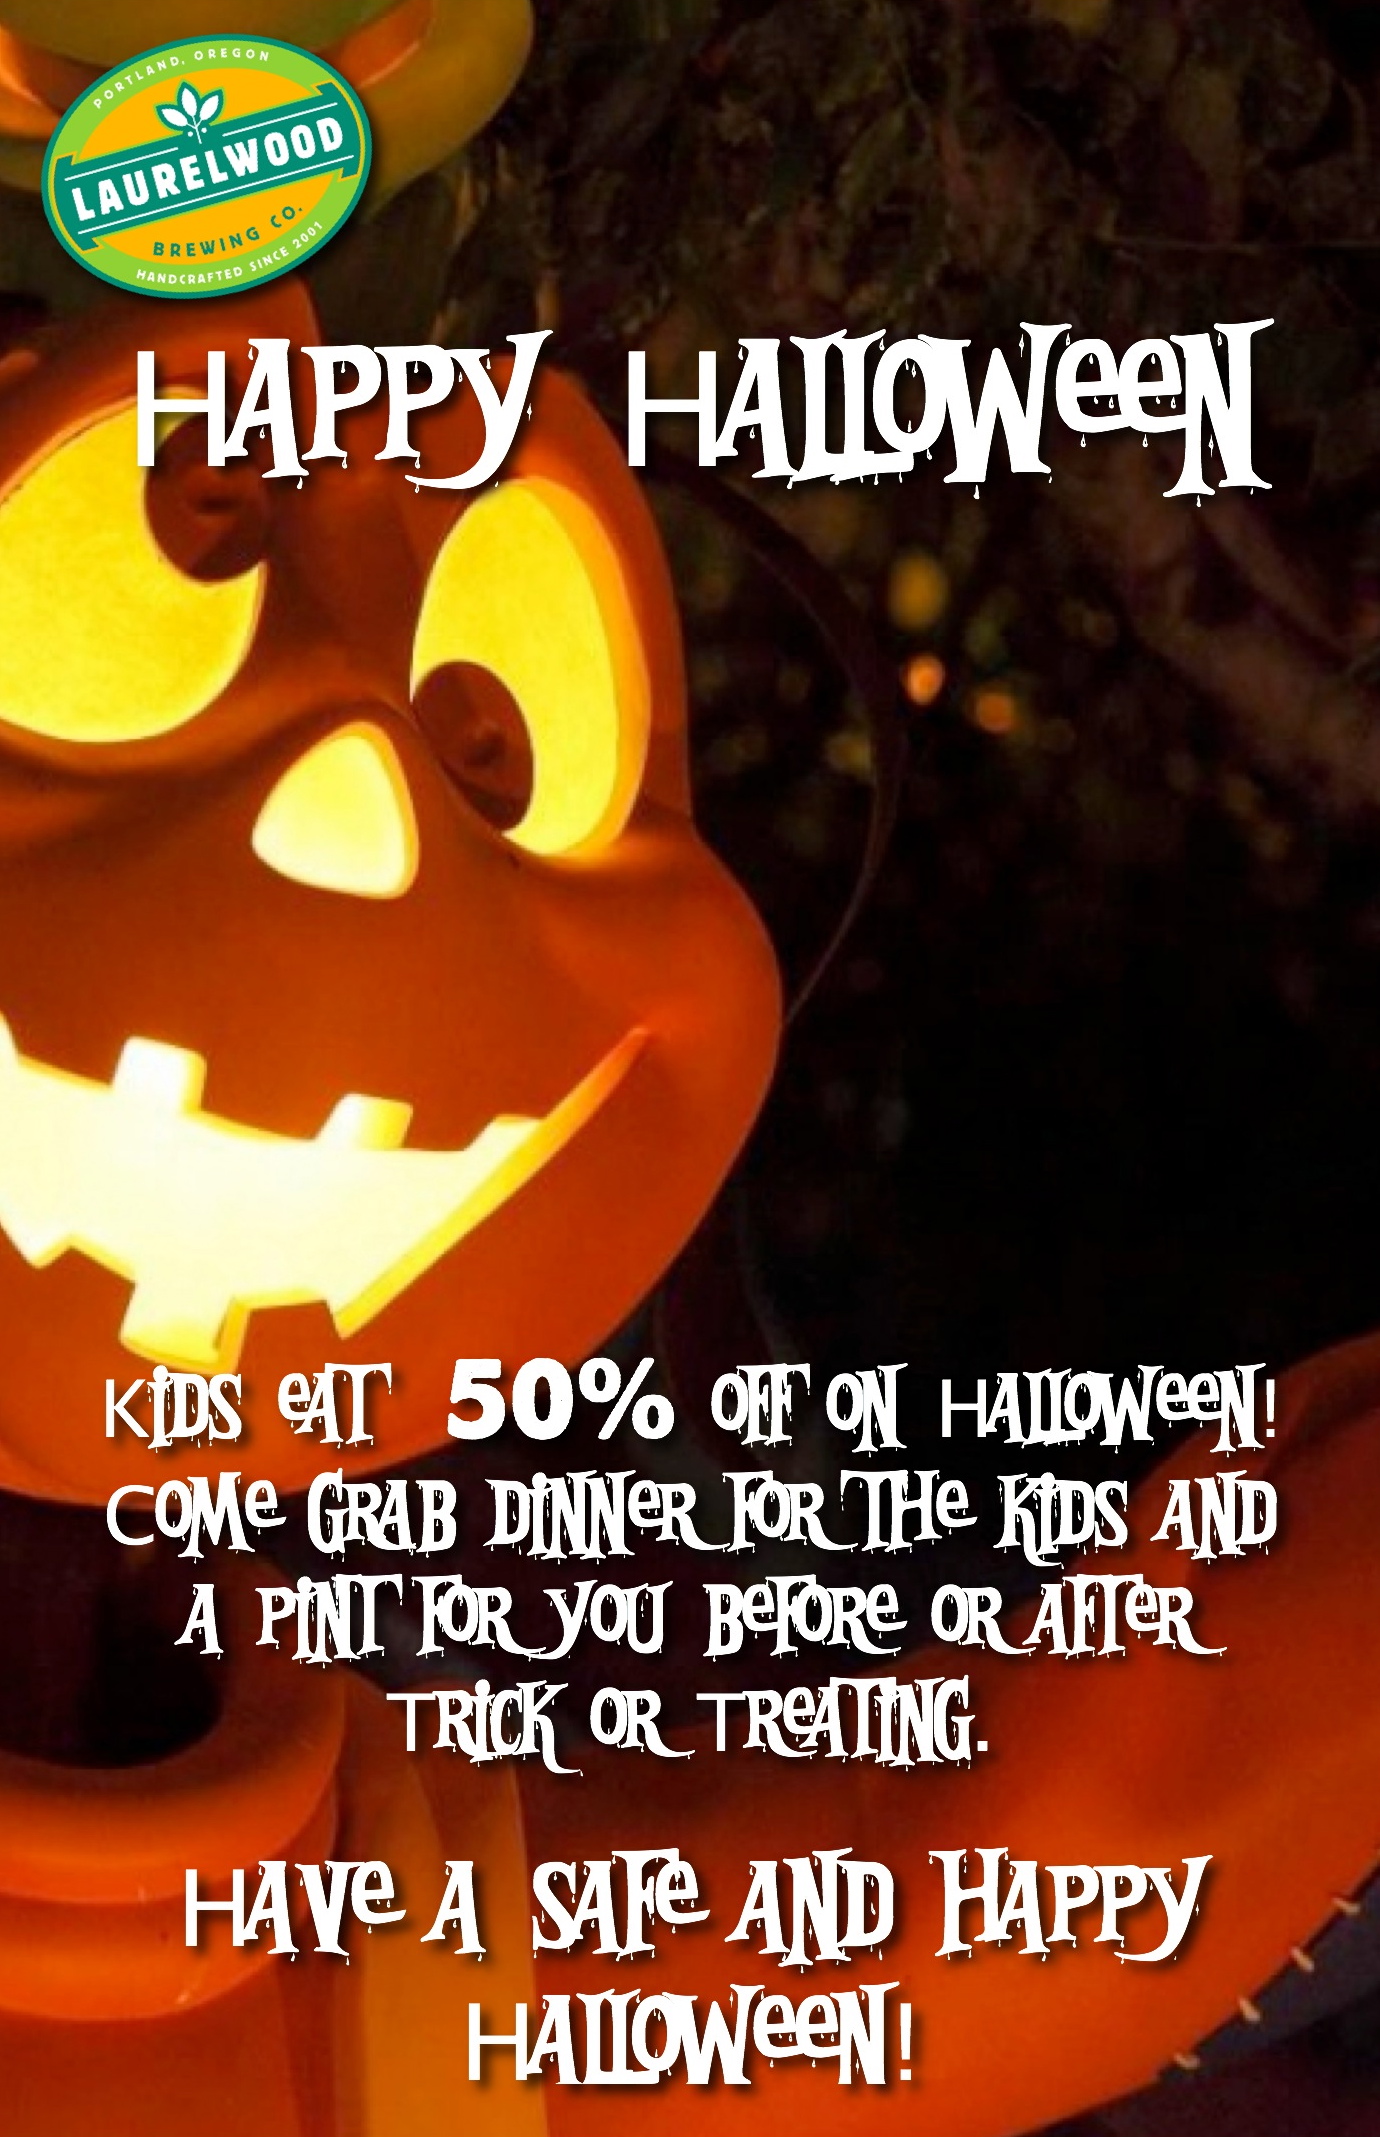 PORTLAND, OREGON
LAURELWOOD
BREWING CO.
HANDCRAFTED SINCE 2001
Happy Halloween
Kids eat 50% off on Halloween!
Come grab dinner for the kids and
a pint for you before or after
Trick or Treating.
Have a safe and Happy
Halloween!